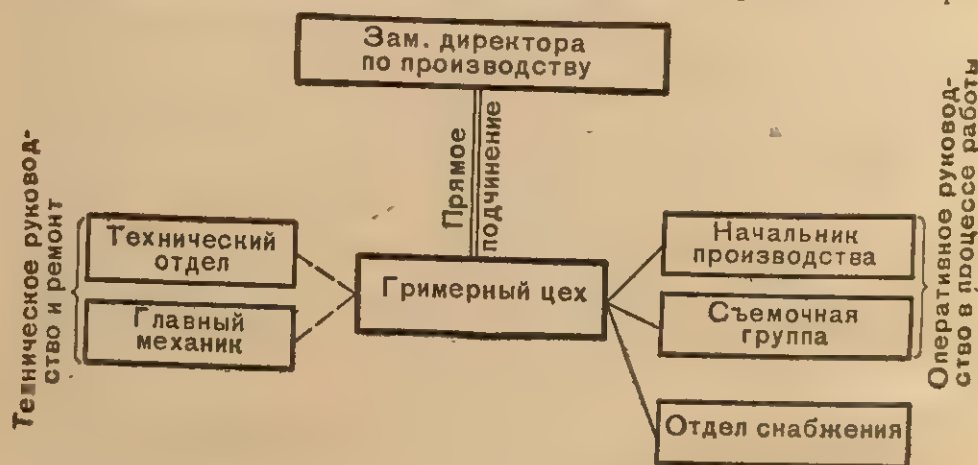 Зам. директора
по производству
Прямое
подчинение
Техническое руковод-
ство и ремонт
Технический
отдел
Главный
механик
Гримерный цех
Начальник
производства
Съемочная
группа
Отдел снабжения
Оперативное руковод-
ство в процессе работы